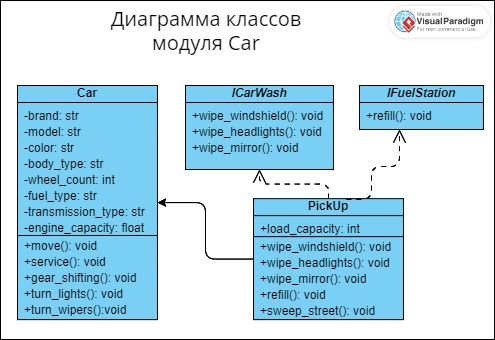 Диаграмма классов
модуля Car
Made with
VisualParadigm
For non-commercial use
Car
-brand: str
-model: str
-color: str
-body_type: str
-wheel_count: int
-fuel_type: str
-transmission_type: str
-engine_capacity: float
+move(): void
+service(): void
+gear_shifting(): void
+turn_lights(): void
+turn_wipers():void
ICarWash
+wipe_windshield(): void
+wipe_headlights(): void
+wipe_mirror(): void
IFuelStation
+refill(): void
PickUp
+load_capacity: int
+wipe_windshield(): void
+wipe_headlights(): void
+wipe_mirror(): void
+refill(): void
+sweep_street(): void